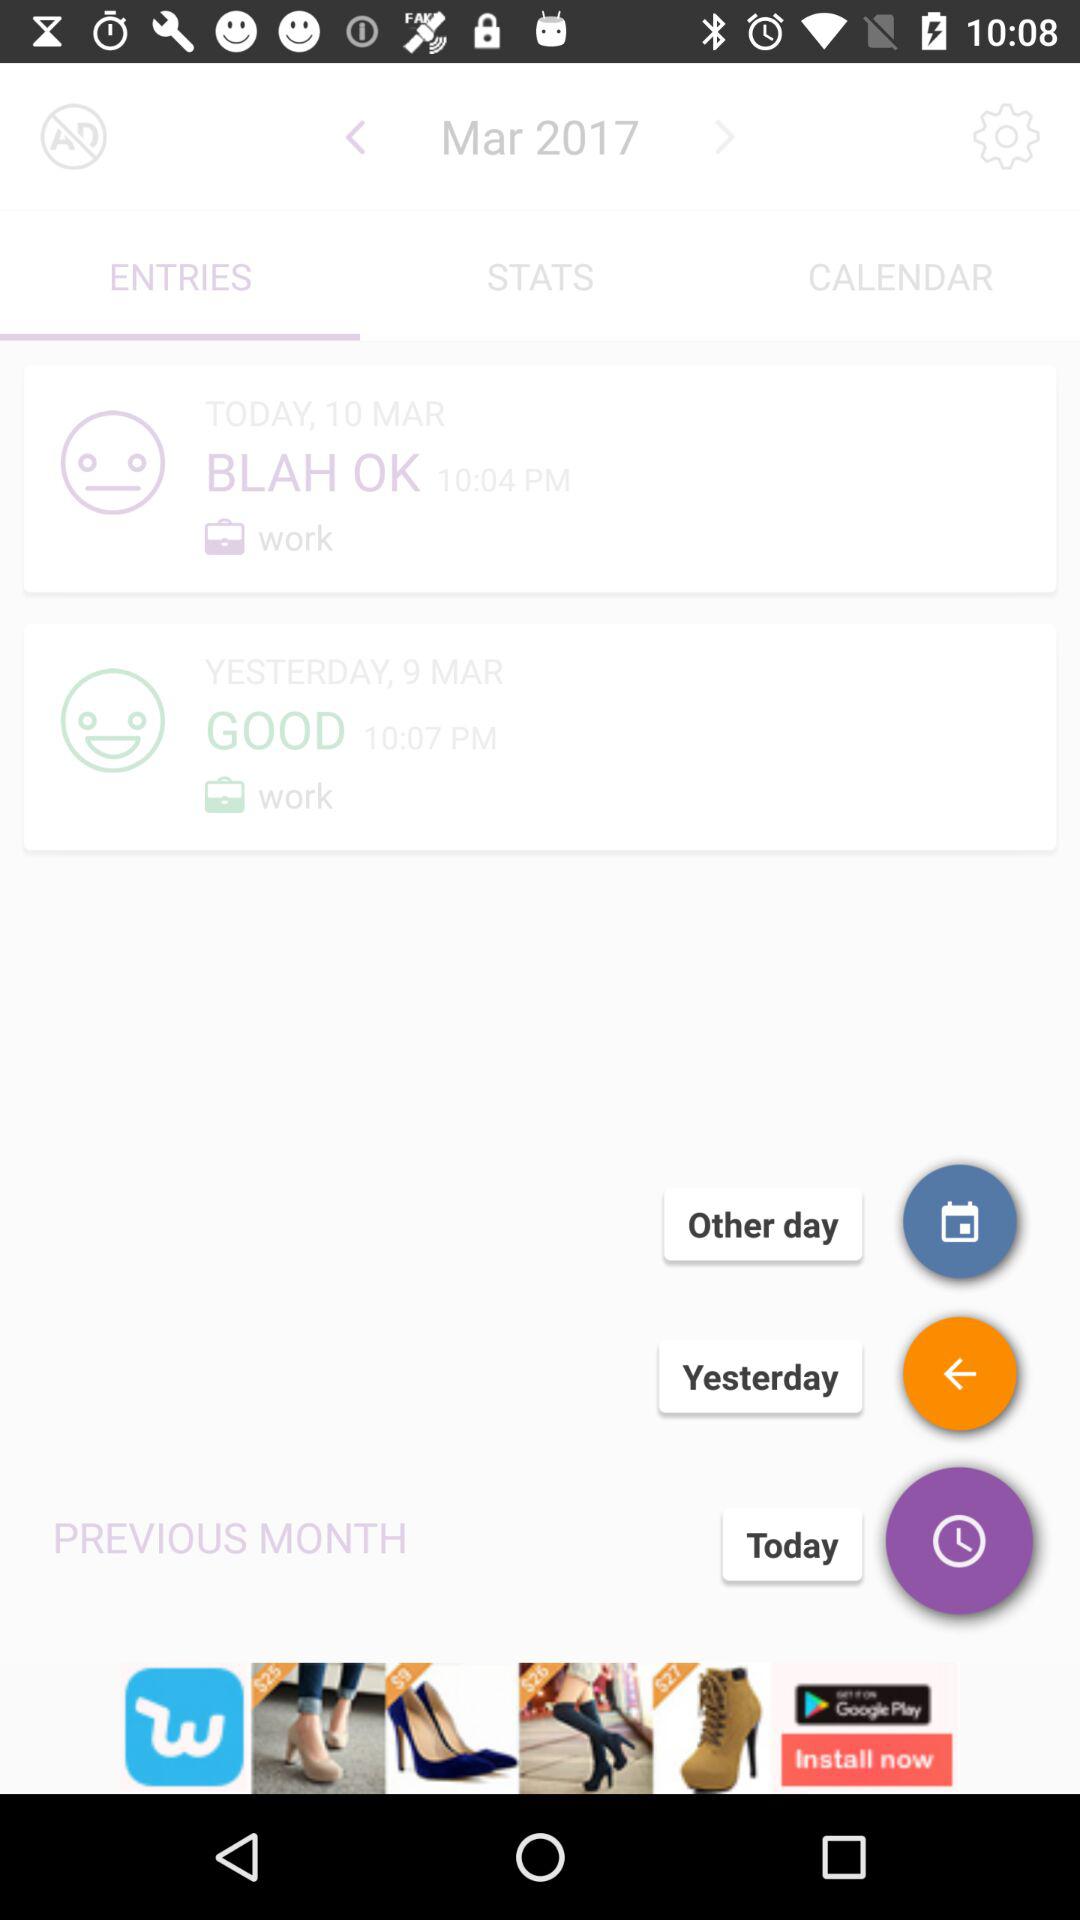 FAKE
10:08
AD
Mar 2017
ENTRIES STATS CALENDAR
TODAY, 10 MAR
BLAH OK 10:04 PM
work
YESTERDAY, 9 MAR
GOOD 10:07 PM
work
Other day
Yesterday
PREVIOUS MONTH
Today
w $25 $9 $26 $27
GET IT ON
Google Play
Install now